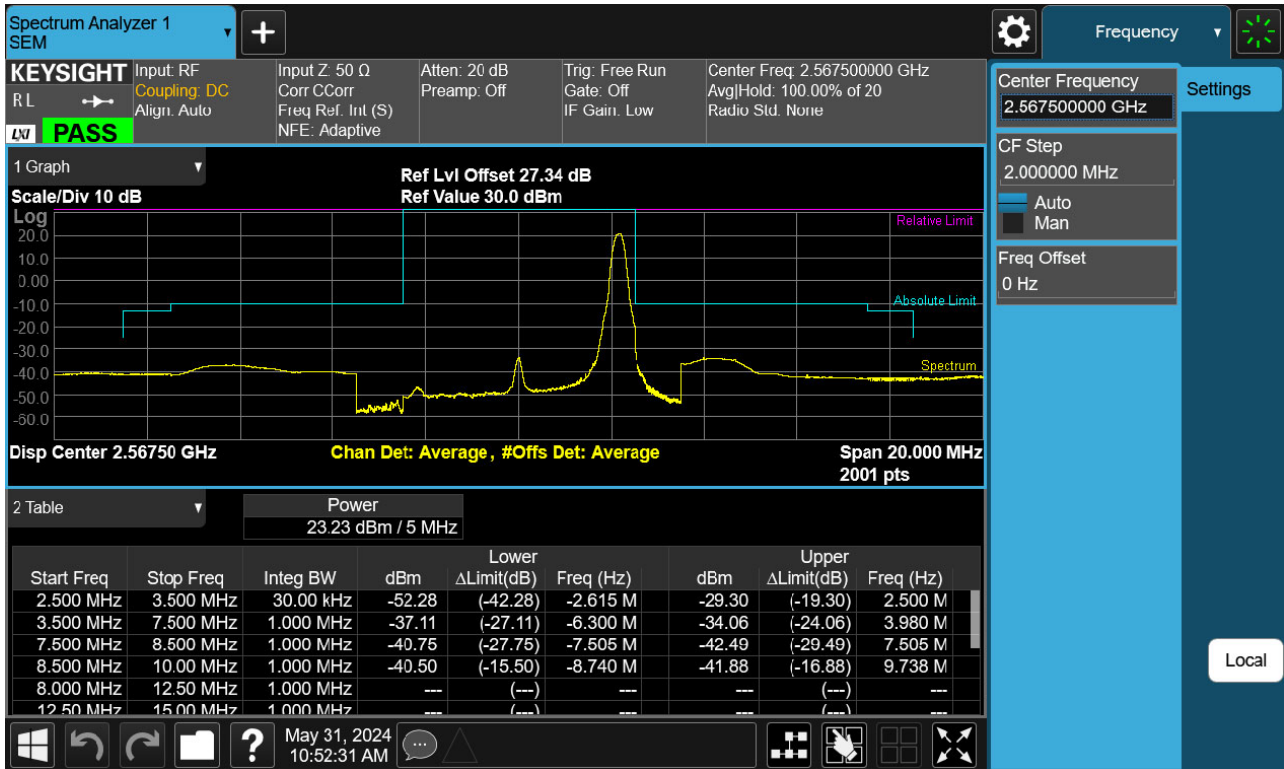 Spectrum Analyzer 1
SEM
+
Frequency
KEYSIGHT
RL
LXI
PASS
Input: RF
Coupling: DC
Align: Auto
Input Z: 50 Ω
Corr CCorr
Freq Ref: Int (S)
NFE: Adaptive
Atten: 20 dB
Preamp: Off
Trig: Free Run
Gate: Off
IF Gain: Low
Center Freq: 2.567500000 GHz
Avg|Hold: 100.00% of 20
Radio Std: None
Center Frequency
2.567500000 GHz
Settings
CF Step
2.000000 MHz
Auto
Man
Freq Offset
0 Hz
1 Graph
Ref Lvl Offset 27.34 dB
Scale/Div 10 dB
Ref Value 30.0 dBm
Log
Relative Limit
20.0
10.0
0.00
-10.0
Absolute Limit
-20.0
-30.0
Spectrum
-40.0
-50.0
-60.0
Disp Center 2.56750 GHz
Chan Det: Average , #Offs Det: Average
Span 20.000 MHz
2001 pts
2 Table
Power
23.23 dBm / 5 MHz
Lower Upper
Start Freq Stop Freq Integ BW dBm ΔLimit(dB) Freq (Hz) dBm ΔLimit(dB) Freq (Hz)
2.500 MHz 3.500 MHz 30.00 kHz -52.28 (-42.28) -2.615 M -29.30 (-19.30) 2.500 M
3.500 MHz 7.500 MHz 1.000 MHz -37.11 (-27.11) -6.300 M -34.06 (-24.06) 3.980 M
7.500 MHz 8.500 MHz 1.000 MHz -40.75 (-27.75) -7.505 M -42.49 (-29.49) 7.505 M
8.500 MHz 10.00 MHz 1.000 MHz -40.50 (-15.50) -8.740 M -41.88 (-16.88) 9.738 M
8.000 MHz 12.50 MHz 1.000 MHz --- (---) --- --- (---) ---
12.50 MHz 15.00 MHz 1.000 MHz --- (---) --- --- (---) ---
Local
?
May 31, 2024
10:52:31 AM